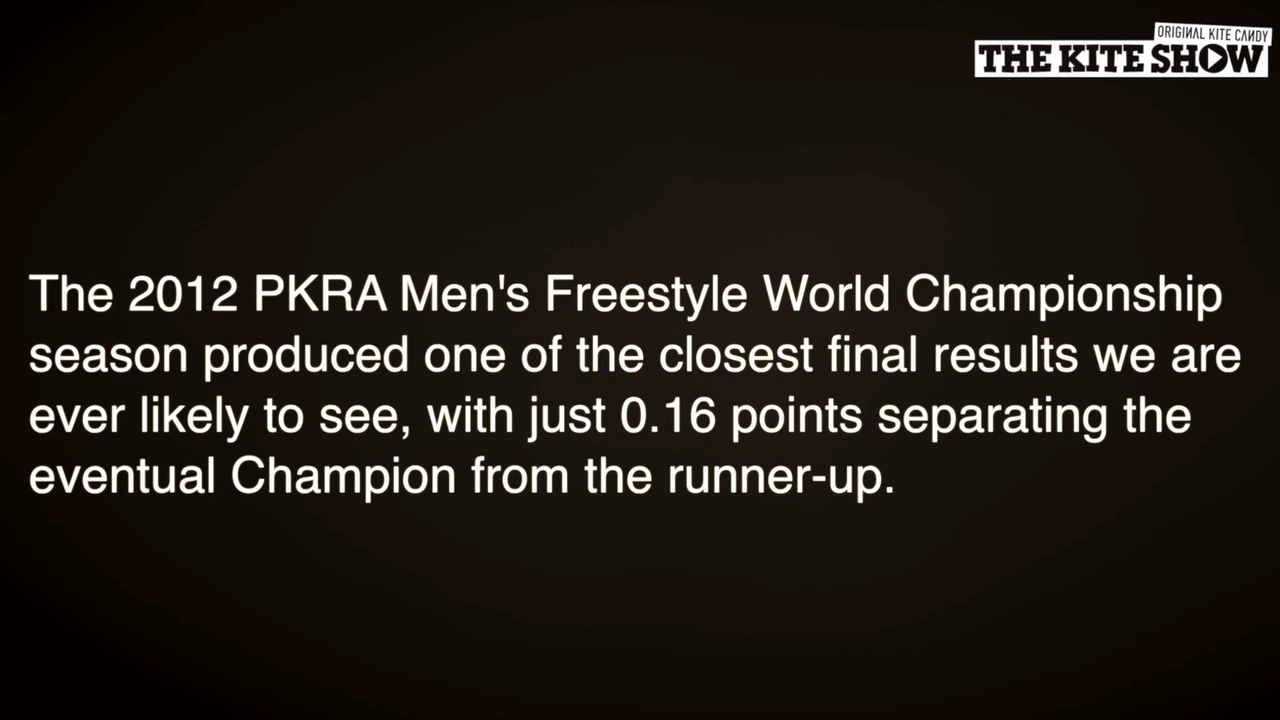 ORIGINAL KITE CANDY
THE KITE SHOW
The 2012 PKRA Men's Freestyle World Championship
season produced one of the closest final results we are
ever likely to see, with just 0.16 points separating the
eventual Champion from the runner-up.